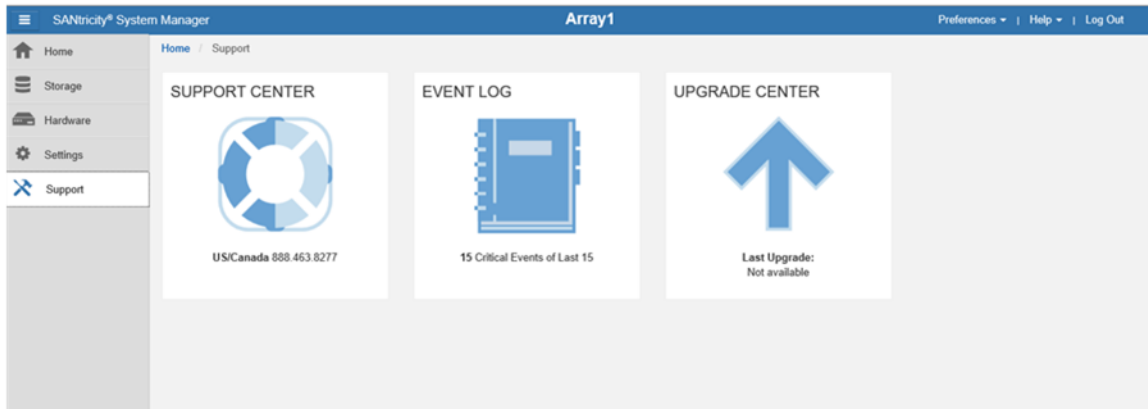 SANtricity® System Manager
Array1
Preferences | Help | Log Out
Home
Storage
Hardware
Settings
Support
Home / Support
SUPPORT CENTER
US/Canada 888.463.8277
EVENT LOG
15 Critical Events of Last 15
UPGRADE CENTER
Last Upgrade:
Not available